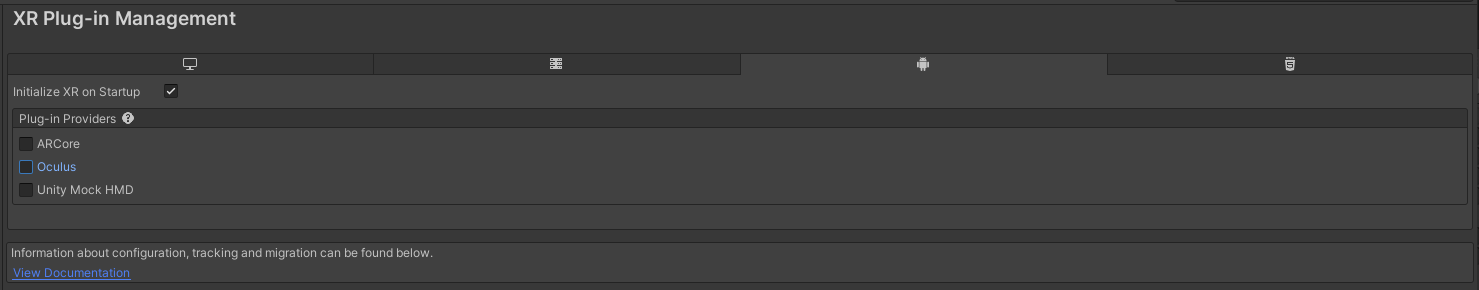 XR Plug-in Management
Initialize XR on Startup
Plug-in Providers
ARCore
Oculus
Unity Mock HMD
Information about configuration, tracking and migration can be found below.
View Documentation